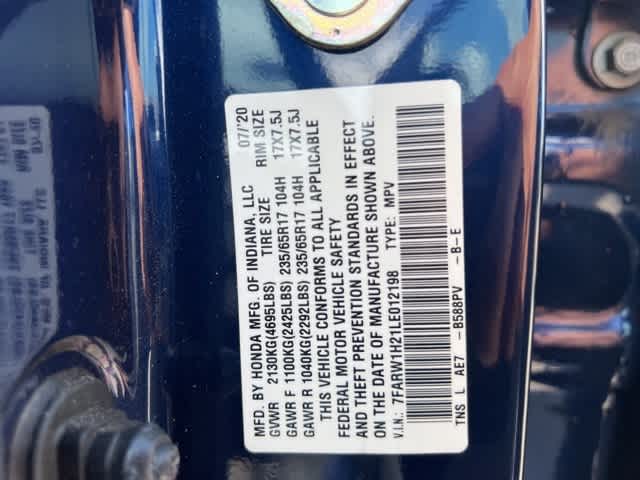 MFD. BY HONDA MFG. OF INDIANA, LLC 07/'20
GVWR 2130KG(4695LBS) TIRE SIZE RIM SIZE
GAWR F 1100KG(2425LBS) 235/65R17 104H 17X7.5J
GAWR R 1040KG(2292LBS) 235/65R17 104H 17X7.5J
THIS VEHICLE CONFORMS TO ALL APPLICABLE
FEDERAL MOTOR VEHICLE SAFETY
AND THEFT PREVENTION STANDARDS IN EFFECT
ON THE DATE OF MANUFACTURE SHOWN ABOVE.
V.I.N.: 7FARW1H21LE012198 TYPE: MPV
TNS L AE7 - B588PV - B - E